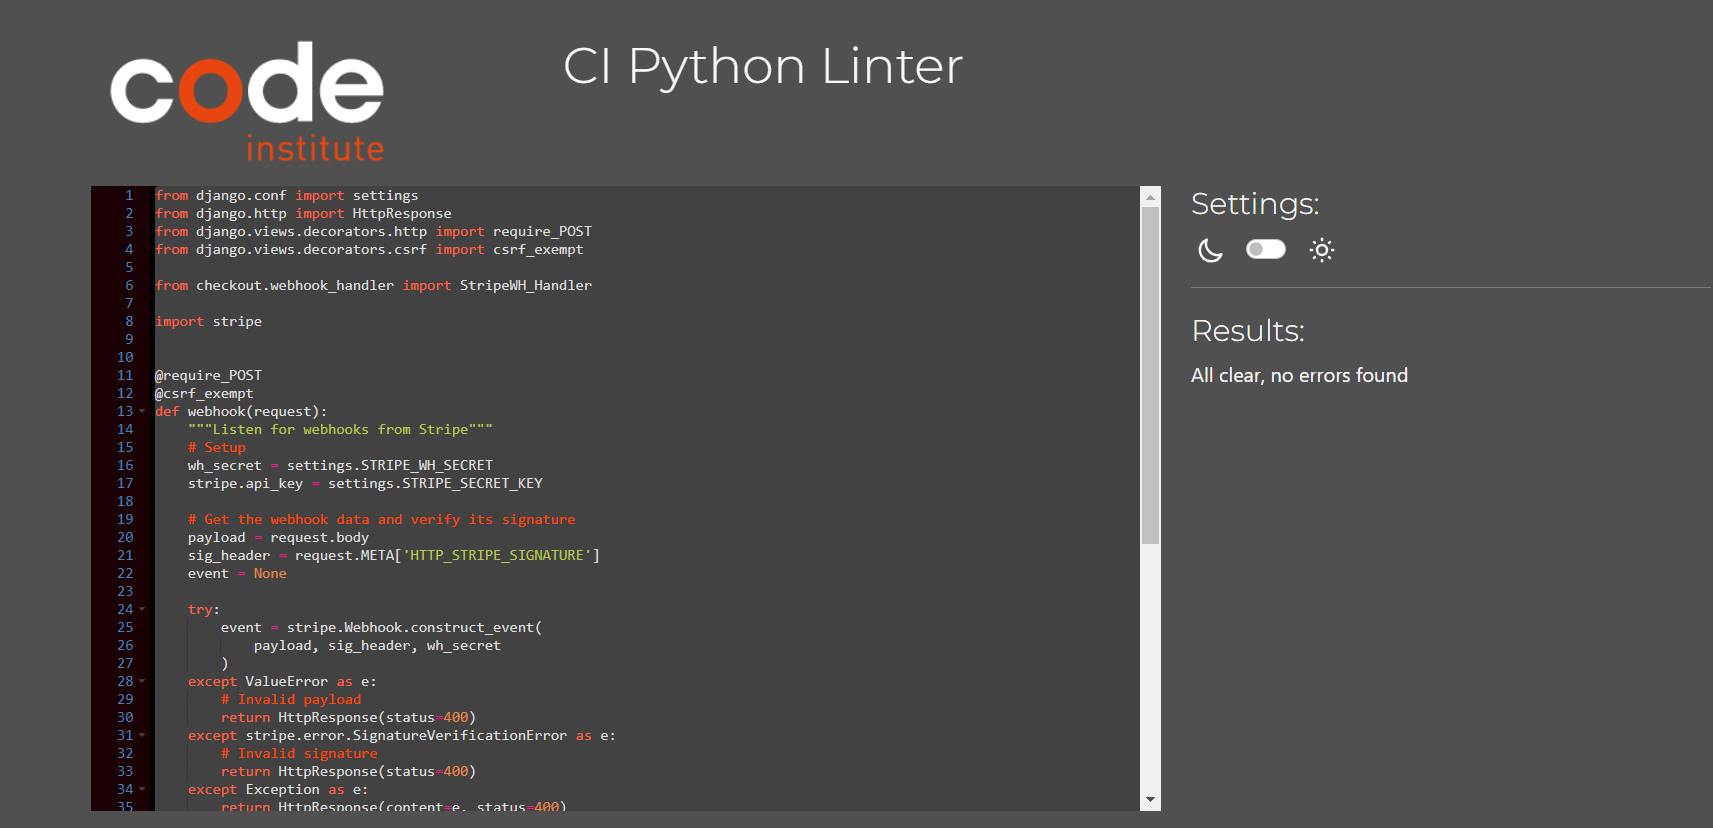 code
institute
CI Python Linter
1 from django.conf import settings
2 from django.http import HttpResponse
3 from django.views.decorators.http import require_POST
4 from django.views.decorators.csrf import csrf_exempt
5
6 from checkout.webhook_handler import StripeWH_Handler
7
8 import stripe
9
10
11 @require_POST
12 @csrf_exempt
13 def webhook(request):
14     """Listen for webhooks from Stripe"""
15     # Setup
16     wh_secret = settings.STRIPE_WH_SECRET
17     stripe.api_key = settings.STRIPE_SECRET_KEY
18
19     # Get the webhook data and verify its signature
20     payload = request.body
21     sig_header = request.META['HTTP_STRIPE_SIGNATURE']
22     event = None
23
24     try:
25         event = stripe.Webhook.construct_event(
26             payload, sig_header, wh_secret
27         )
28     except ValueError as e:
29         # Invalid payload
30         return HttpResponse(status=400)
31     except stripe.error.SignatureVerificationError as e:
32         # Invalid signature
33         return HttpResponse(status=400)
34     except Exception as e:
35         return HttpResponse(content=e, status=400)
Settings:
Results:
All clear, no errors found